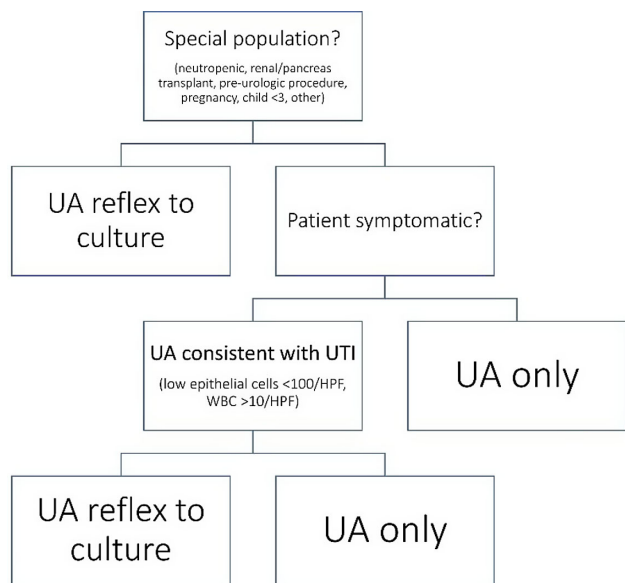 Special population?
(neutropenic, renal/pancreas
transplant, pre-urologic procedure,
pregnancy, child <3, other)
UA reflex to
culture
Patient symptomatic?
UA consistent with UTI
(low epithelial cells <100/HPF,
WBC >10/HPF)
UA only
UA reflex to
culture
UA only